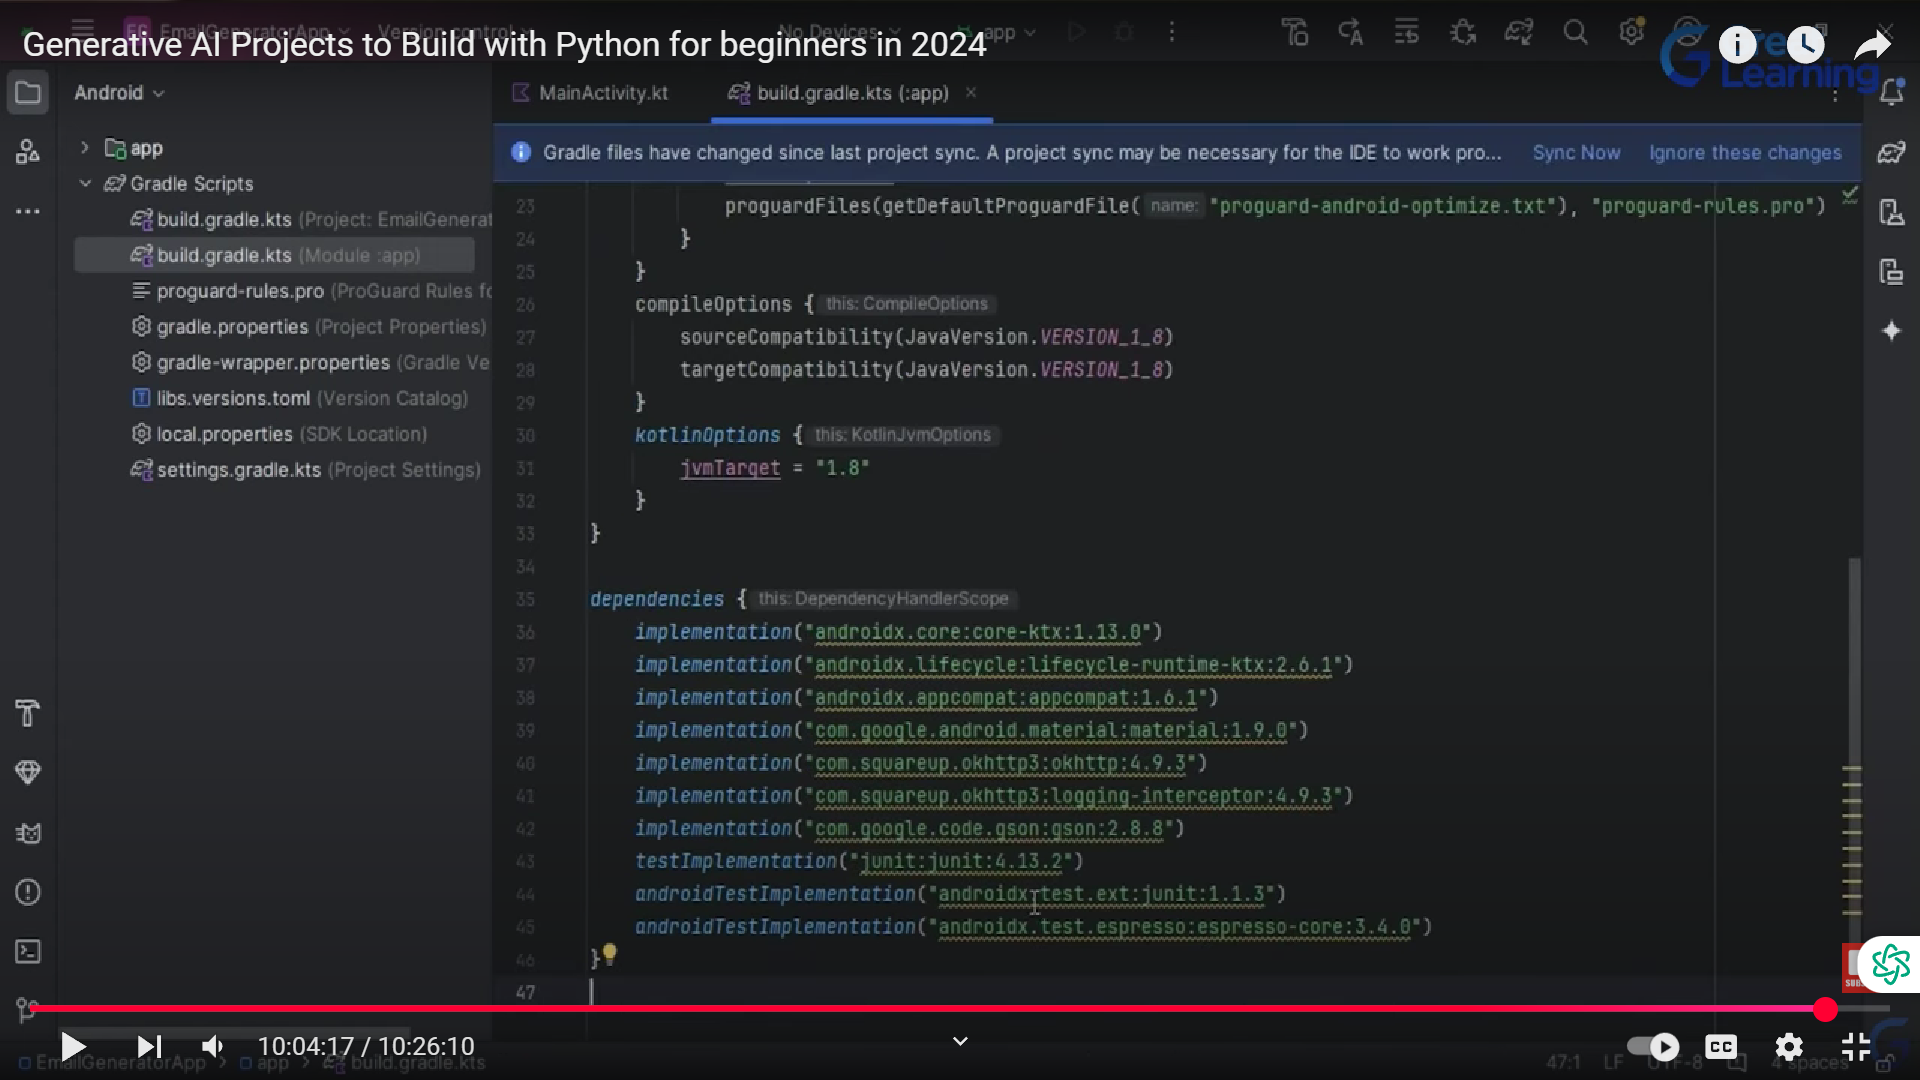 EmailGeneratorApp Version control No Devices app
Generative AI Projects to Build with Python for beginners in 2024
Learning
Android
MainActivity.kt
build.gradle.kts (:app)
app
Gradle Scripts
build.gradle.kts (Project: EmailGenerat
build.gradle.kts (Module :app)
proguard-rules.pro (ProGuard Rules fo
gradle.properties (Project Properties)
gradle-wrapper.properties (Gradle Ve
libs.versions.toml (Version Catalog)
local.properties (SDK Location)
settings.gradle.kts (Project Settings)
Gradle files have changed since last project sync. A project sync may be necessary for the IDE to work pro... Sync Now Ignore these changes
23 proguardFiles(getDefaultProguardFile( name: "proguard-android-optimize.txt"), "proguard-rules.pro")
24 }
25 }
26 compileOptions { this: CompileOptions
27 sourceCompatibility(JavaVersion.VERSION_1_8)
28 targetCompatibility(JavaVersion.VERSION_1_8)
29 }
30 kotlinOptions { this: KotlinJvmOptions
31 jvmTarget = "1.8"
32 }
33 }
34
35 dependencies { this: DependencyHandlerScope
36 implementation("androidx.core:core-ktx:1.13.0")
37 implementation("androidx.lifecycle:lifecycle-runtime-ktx:2.6.1")
38 implementation("androidx.appcompat:appcompat:1.6.1")
39 implementation("com.google.android.material:material:1.9.0")
40 implementation("com.squareup.okhttp3:okhttp:4.9.3")
41 implementation("com.squareup.okhttp3:logging-interceptor:4.9.3")
42 implementation("com.google.code.gson:gson:2.8.8")
43 testImplementation("junit:junit:4.13.2")
44 androidTestImplementation("androidx.test.ext:junit:1.1.3")
45 androidTestImplementation("androidx.test.espresso:espresso-core:3.4.0")
46 }
47
10:04:17 / 10:26:10
CC
EmailGeneratorApp > app > build.gradle.kts
47:1 LF UTF-8 4 spaces